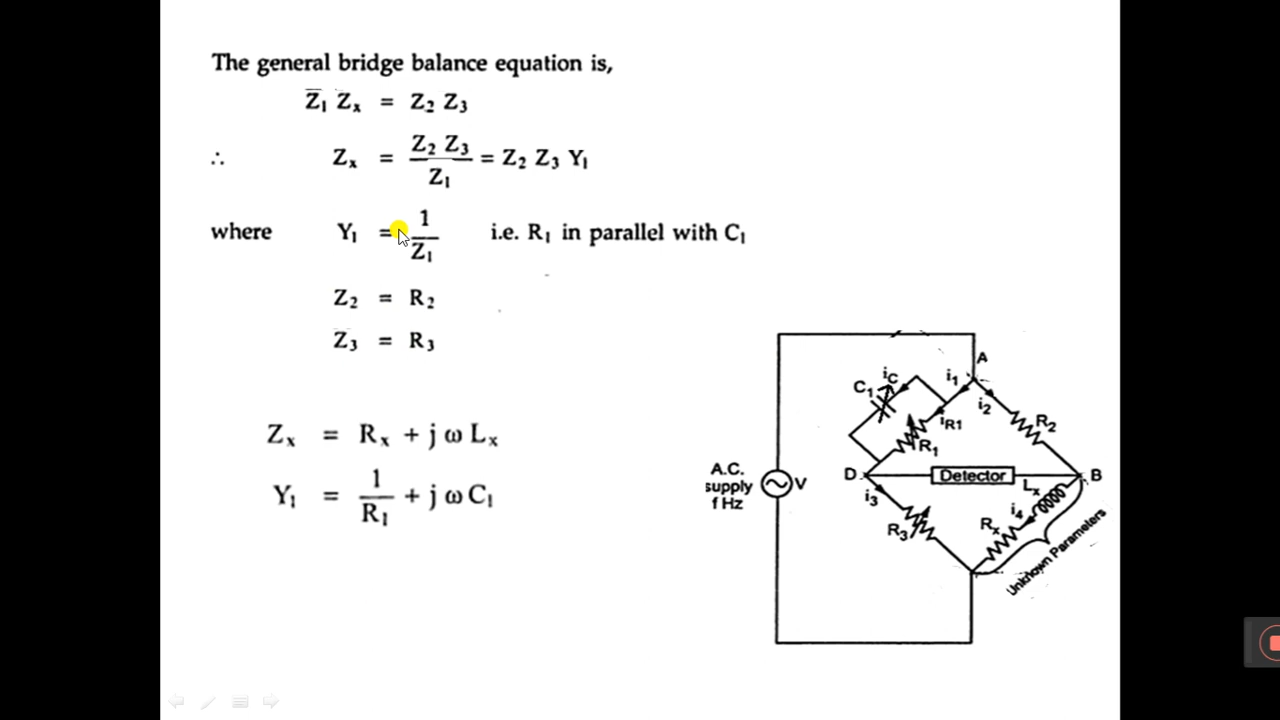 The general bridge balance equation is,
Z̅₁ Zₓ = Z₂ Z₃
∴ Zₓ = Z₂ Z₃ / Z₁ = Z₂ Z₃ Y₁
where Y₁ = 1 / Z₁ i.e. R₁ in parallel with C₁
Z₂ = R₂
Z₃ = R₃
Zₓ = Rₓ + j ω Lₓ
Y₁ = 1 / R₁ + j ω C₁
A
iC
i₁
C₁
i₂
iR1
R₂
R₁
A.C.
supply
f Hz
V
D
Detector
B
Lₓ
i₃
i₄
R₃
Rₓ
Unknown Parameters